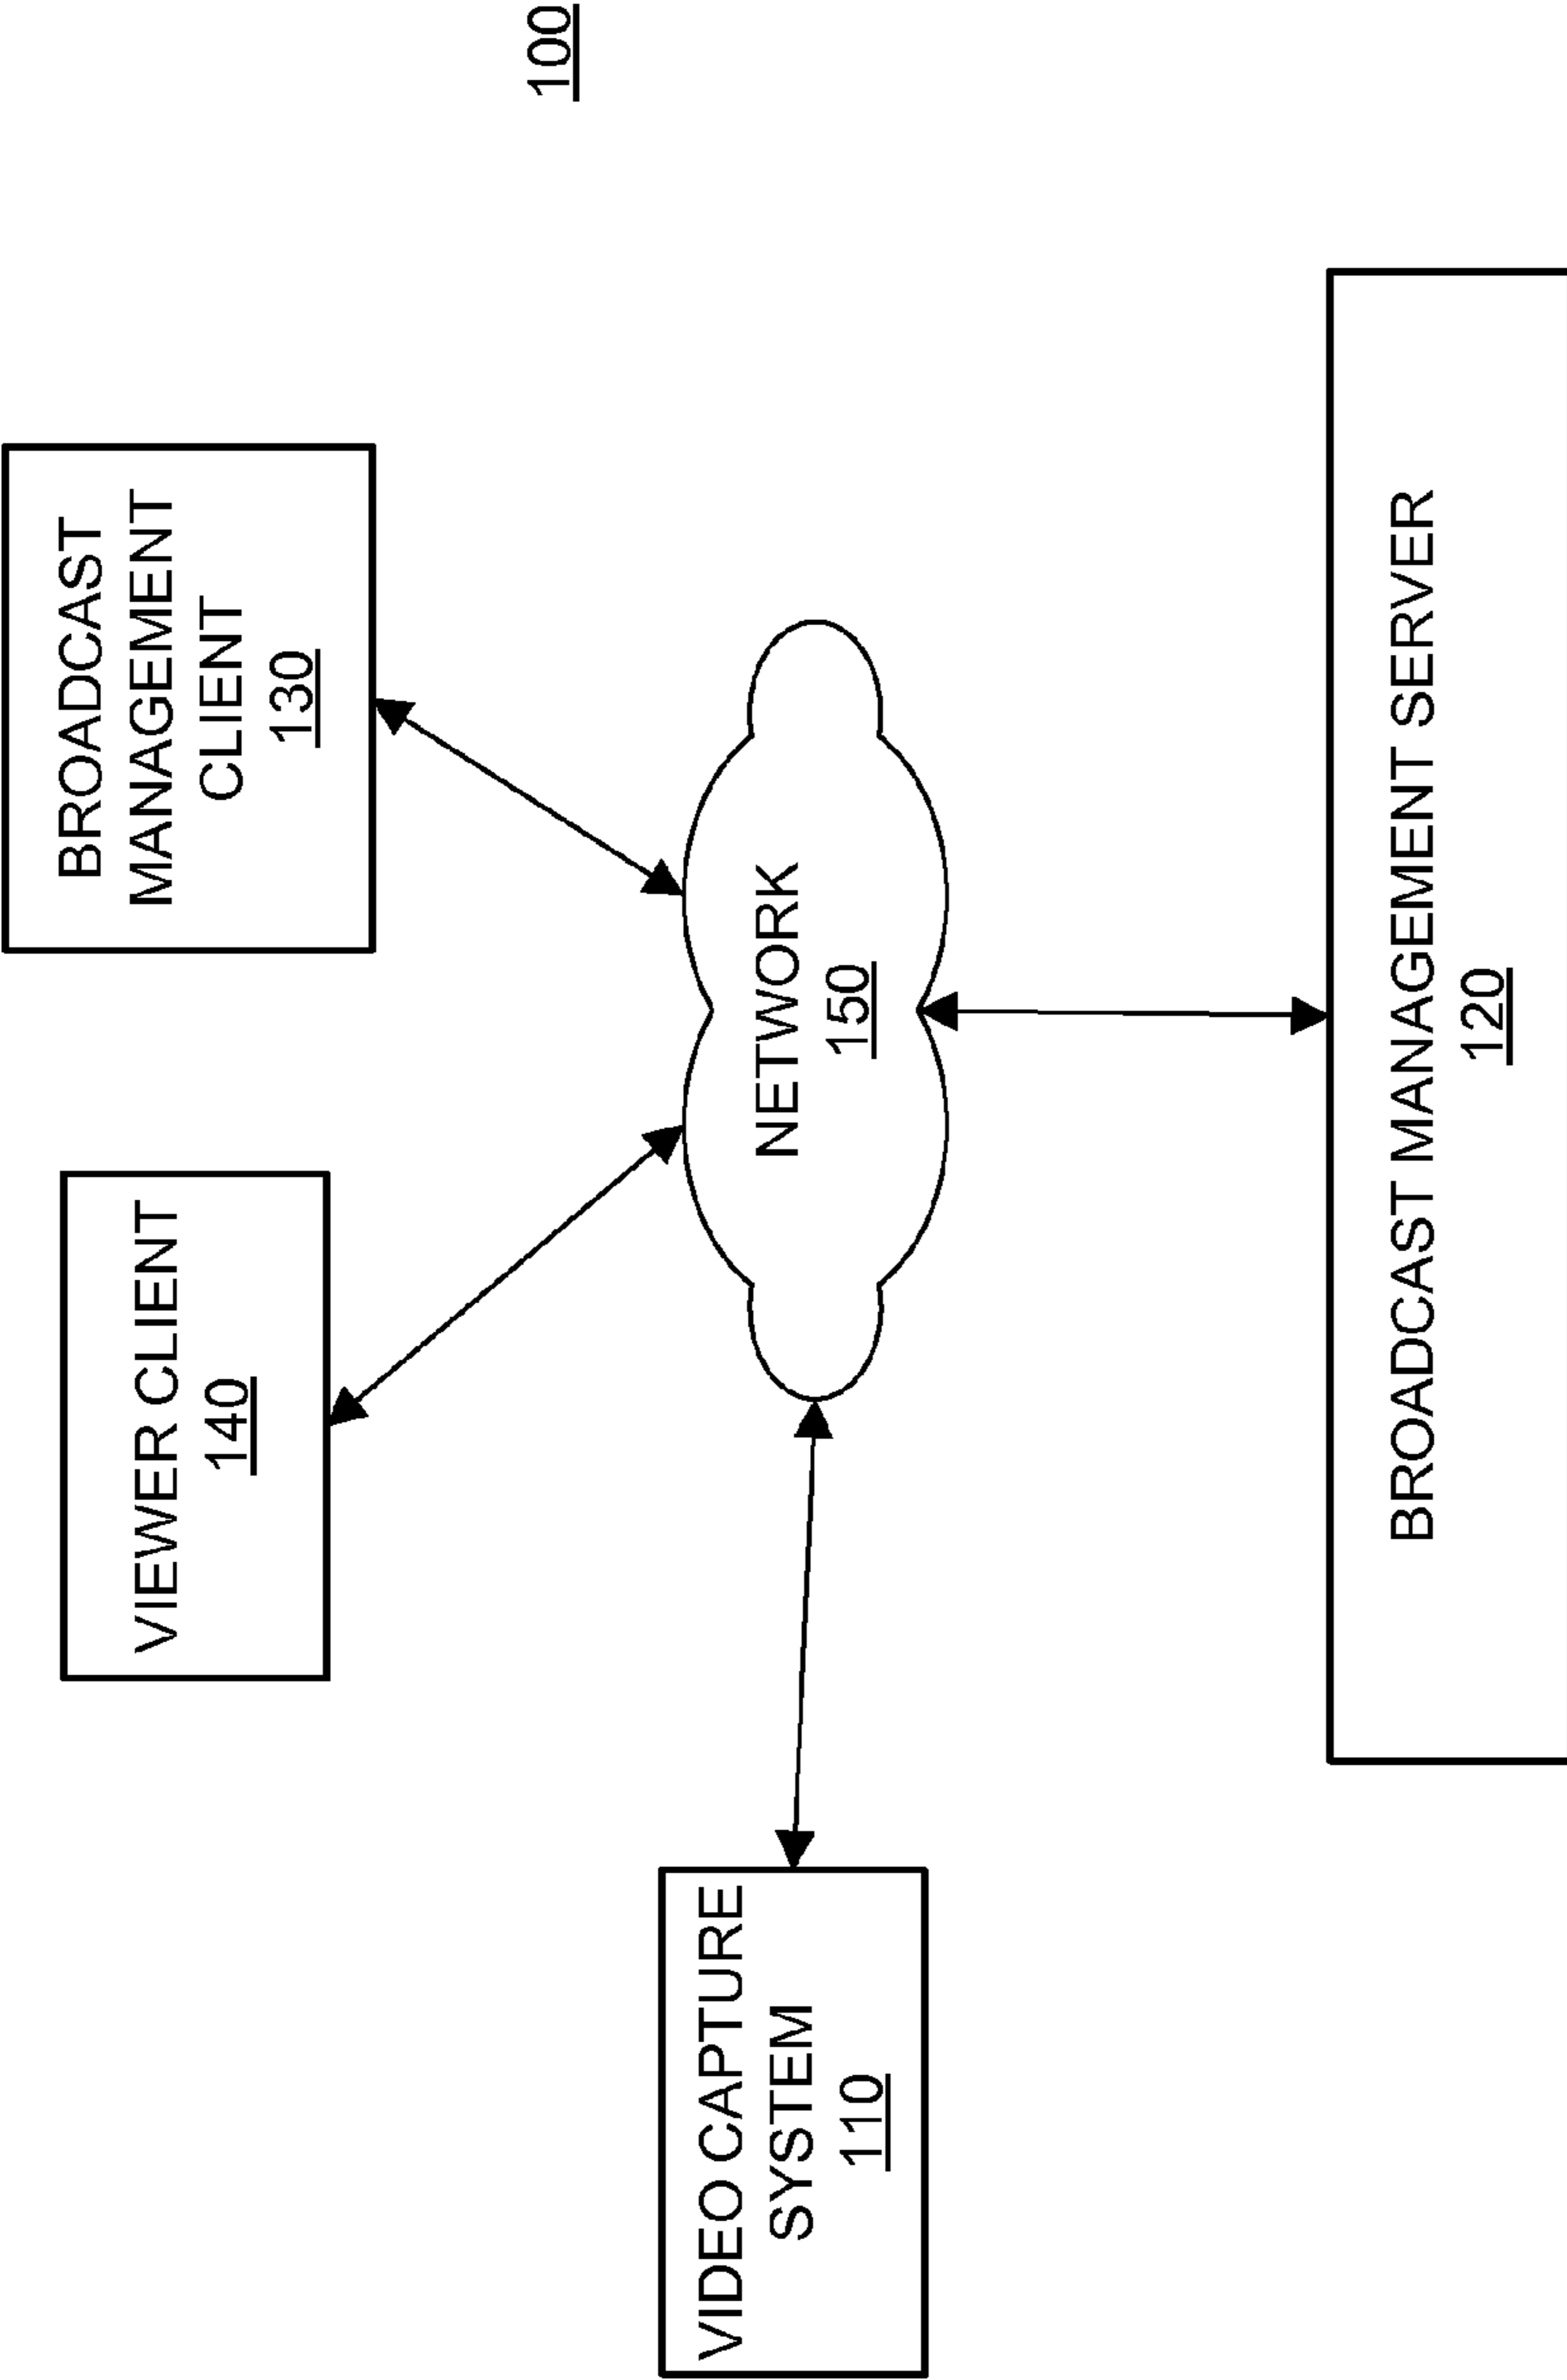 VIEWER CLIENT
140
BROADCAST
MANAGEMENT
CLIENT
130
100
VIDEO CAPTURE
SYSTEM
110
NETWORK
150
BROADCAST MANAGEMENT SERVER
120